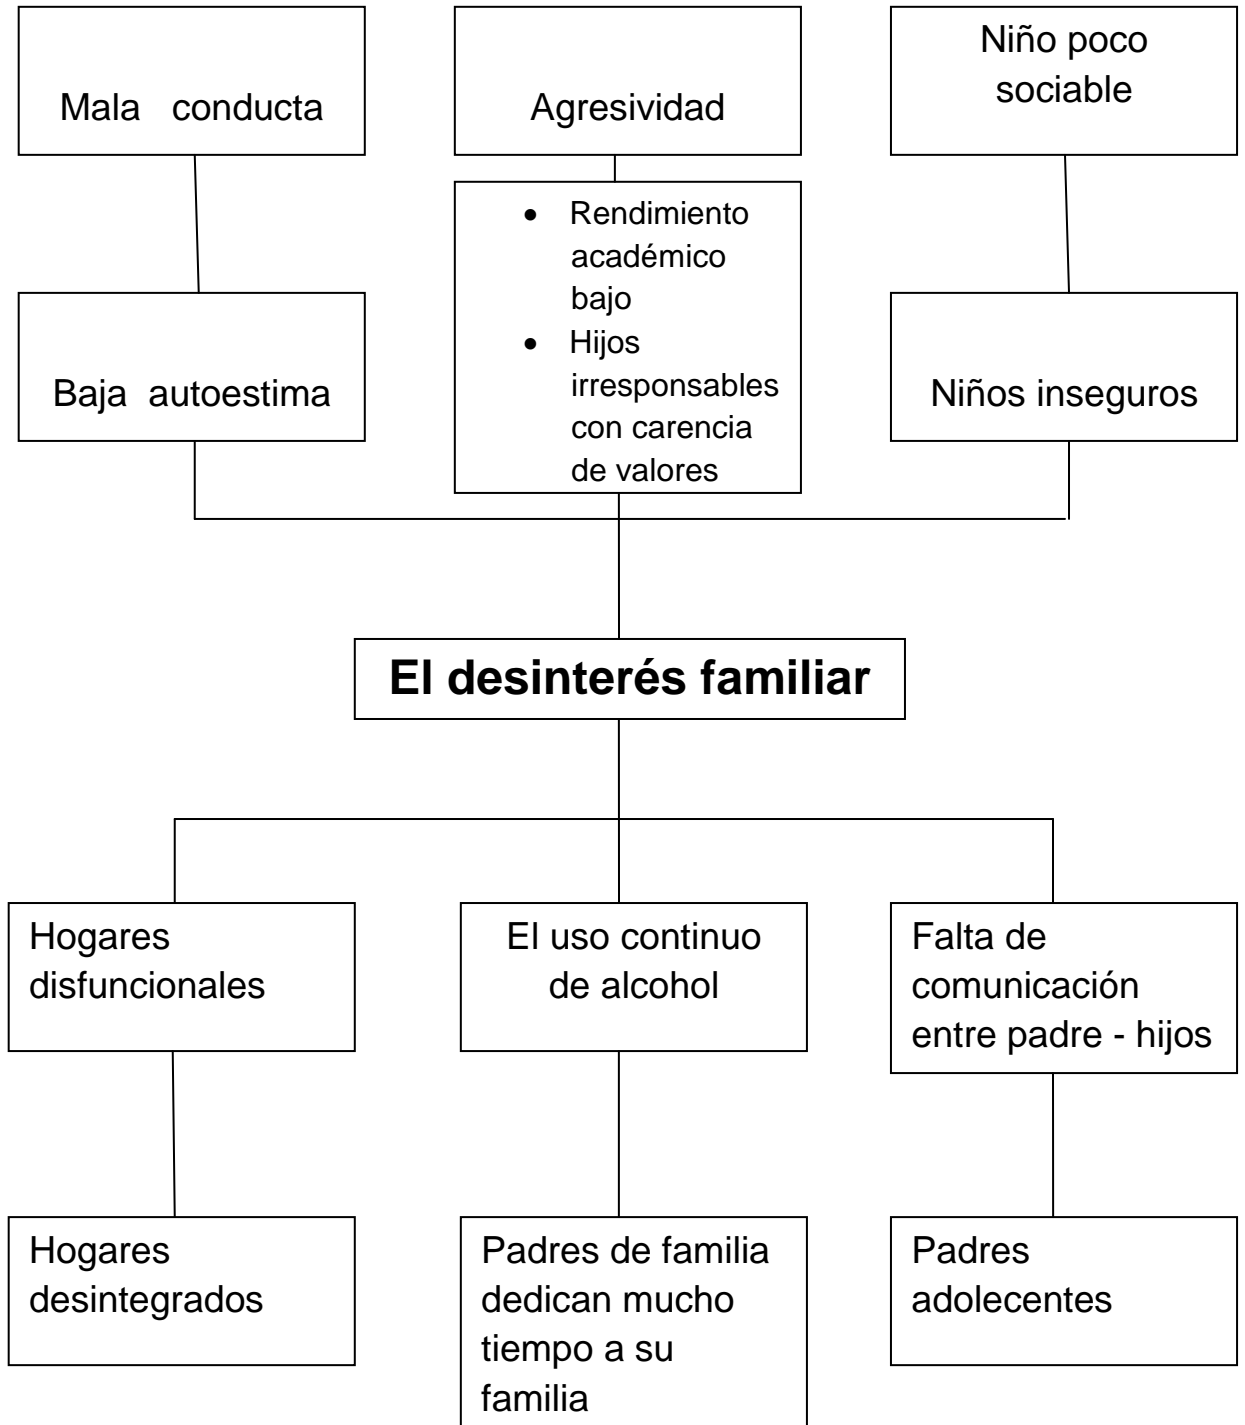 Mala conducta
Agresividad
Niño poco
sociable
• Rendimiento
académico
bajo
• Hijos
irresponsables
con carencia
de valores
Baja autoestima
Niños inseguros
El desinterés familiar
Hogares
disfuncionales
El uso continuo
de alcohol
Falta de
comunicación
entre padre - hijos
Hogares
desintegrados
Padres de familia
dedican mucho
tiempo a su
familia
Padres
adolecentes